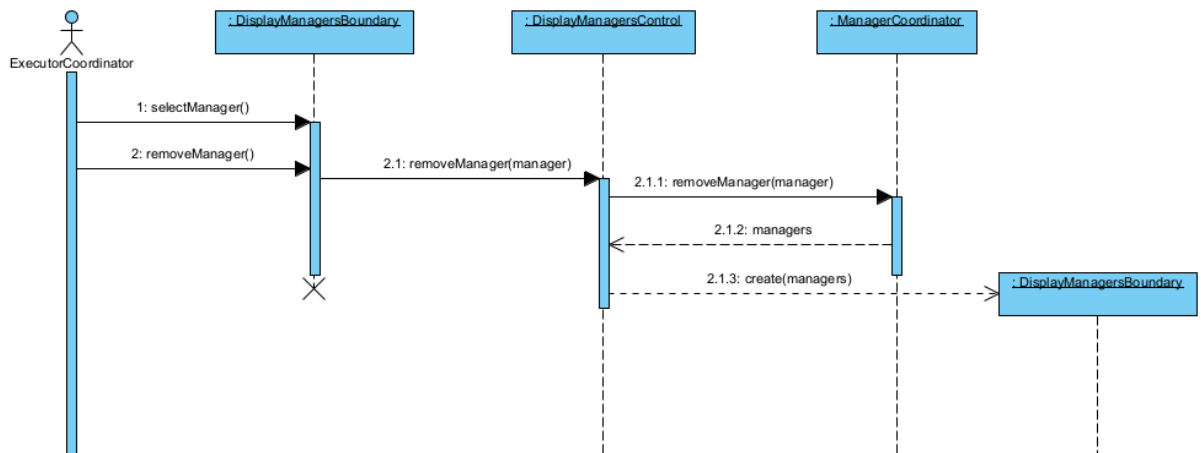 : DisplayManagersBoundary
: DisplayManagersControl
: ManagerCoordinator
ExecutorCoordinator
1: selectManager()
2: removeManager()
2.1: removeManager(manager)
2.1.1: removeManager(manager)
2.1.2: managers
2.1.3: create(managers)
: DisplayManagersBoundary